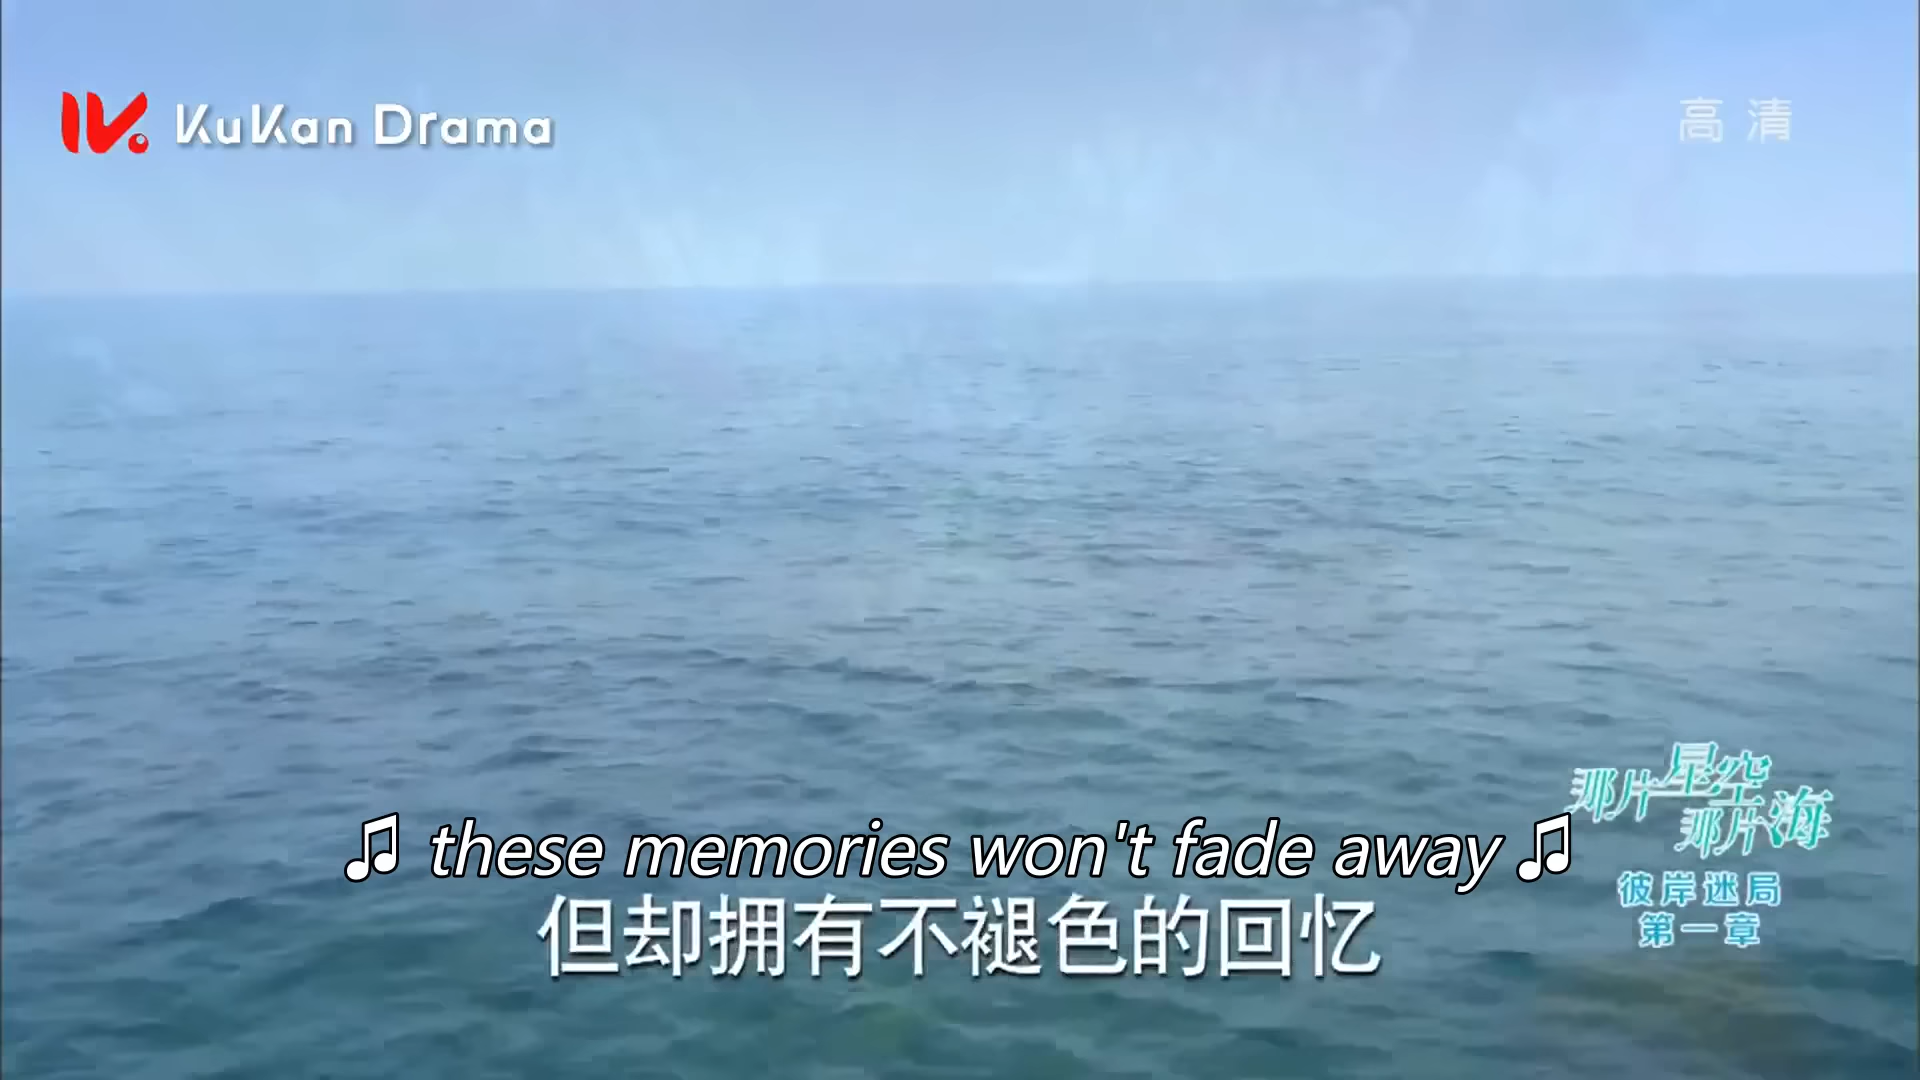 KuKan Drama
高清
那片星空
那片海
彼岸迷局
第一章
♫ these memories won't fade away ♫
但却拥有不褪色的回忆